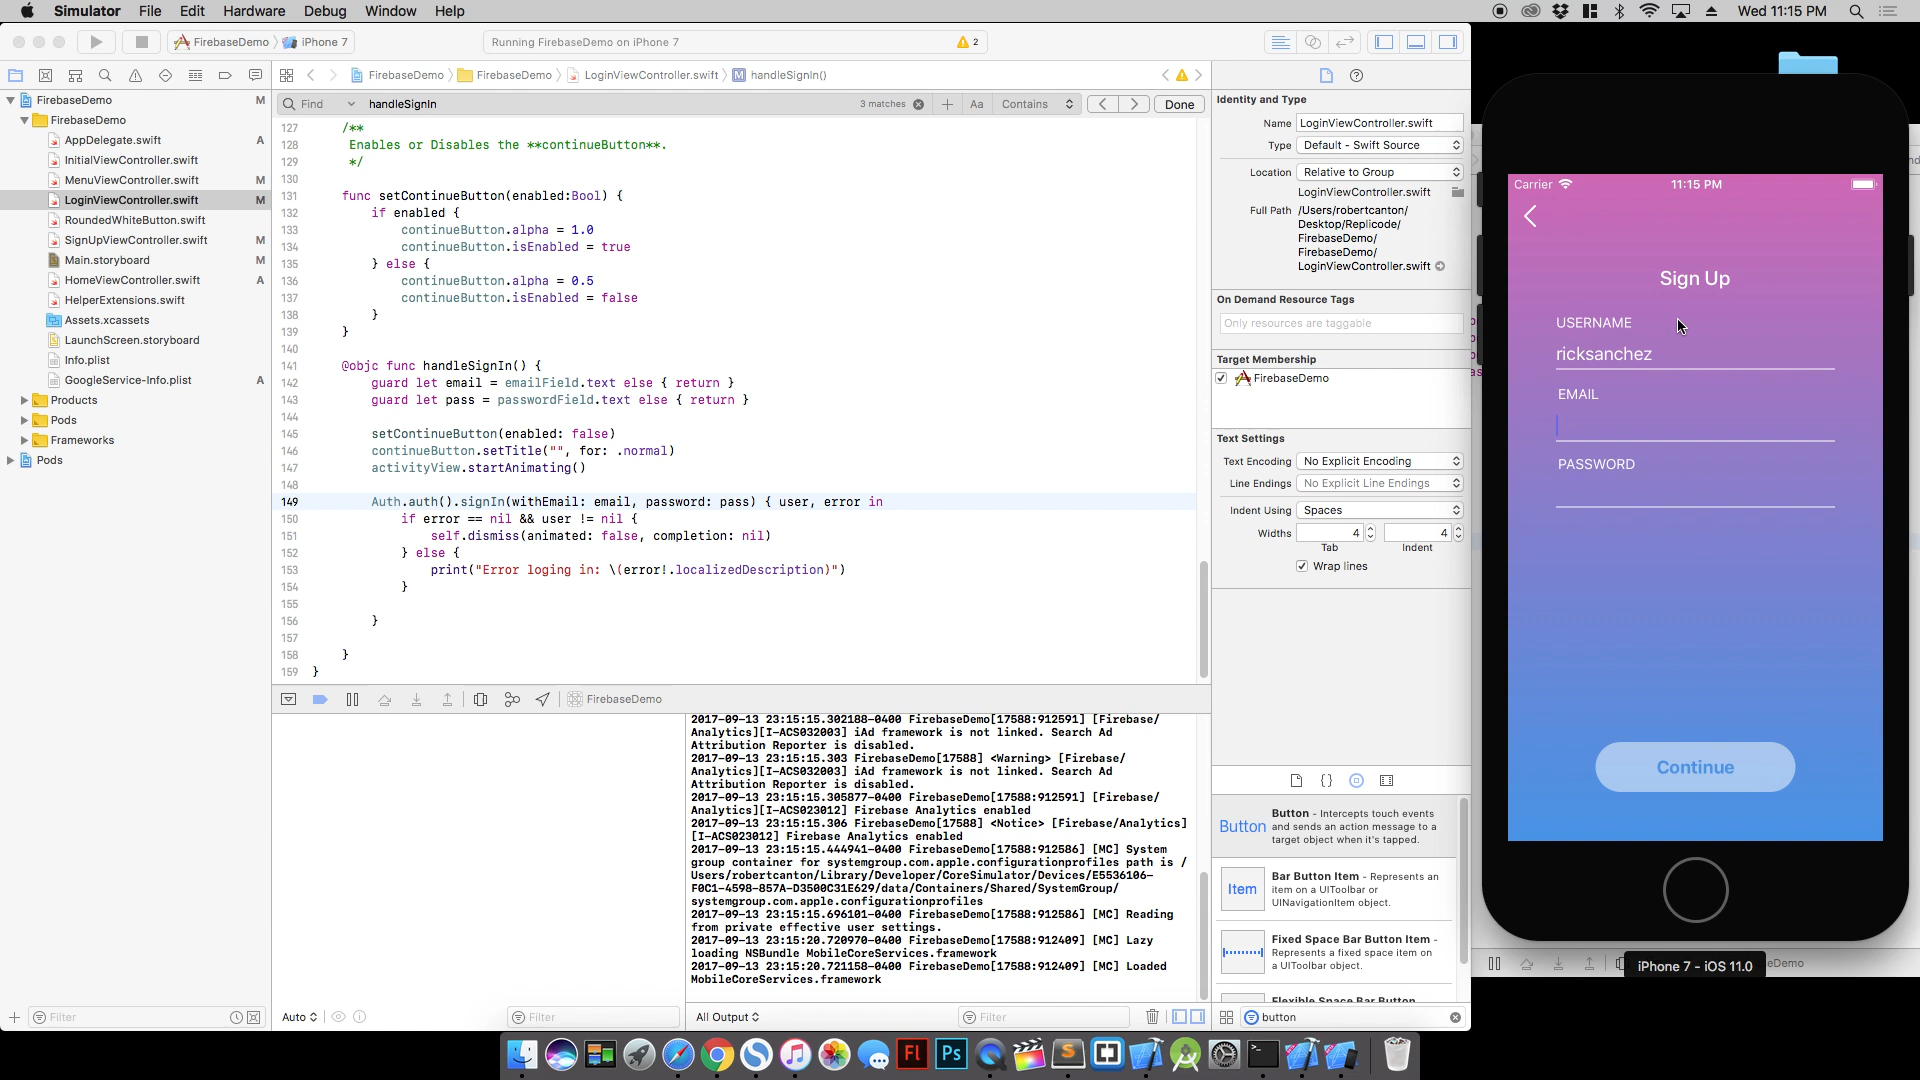 Simulator File Edit Hardware Debug Window Help
Wed 11:15 PM
FirebaseDemo iPhone 7
Running FirebaseDemo on iPhone 7
2
FirebaseDemo FirebaseDemo LoginViewController.swift handleSignIn()
Find handleSignIn 3 matches Aa Contains Done
FirebaseDemo M
FirebaseDemo
AppDelegate.swift A
InitialViewController.swift
MenuViewController.swift M
LoginViewController.swift M
RoundedWhiteButton.swift
SignUpViewController.swift M
Main.storyboard M
HomeViewController.swift A
HelperExtensions.swift
Assets.xcassets
LaunchScreen.storyboard
Info.plist
GoogleService-Info.plist A
Products
Pods
Frameworks
Pods
Filter
127 /**
128 Enables or Disables the **continueButton**.
129 */
130
131 func setContinueButton(enabled:Bool) {
132 if enabled {
133 continueButton.alpha = 1.0
134 continueButton.isEnabled = true
135 } else {
136 continueButton.alpha = 0.5
137 continueButton.isEnabled = false
138 }
139 }
140
141 @objc func handleSignIn() {
142 guard let email = emailField.text else { return }
143 guard let pass = passwordField.text else { return }
144
145 setContinueButton(enabled: false)
146 continueButton.setTitle("", for: .normal)
147 activityView.startAnimating()
148
149 Auth.auth().signIn(withEmail: email, password: pass) { user, error in
150 if error == nil && user != nil {
151 self.dismiss(animated: false, completion: nil)
152 } else {
153 print("Error loging in: \(error!.localizedDescription)")
154 }
155
156 }
157
158 }
159 }
FirebaseDemo
2017-09-13 23:15:15.302188-0400 FirebaseDemo[17588:912591] [Firebase/
Analytics][I-ACS032003] iAd framework is not linked. Search Ad
Attribution Reporter is disabled.
2017-09-13 23:15:15.303 FirebaseDemo[17588] <Warning> [Firebase/
Analytics][I-ACS032003] iAd framework is not linked. Search Ad
Attribution Reporter is disabled.
2017-09-13 23:15:15.305877-0400 FirebaseDemo[17588:912591] [Firebase/
Analytics][I-ACS023012] Firebase Analytics enabled
2017-09-13 23:15:15.306 FirebaseDemo[17588] <Notice> [Firebase/Analytics]
[I-ACS023012] Firebase Analytics enabled
2017-09-13 23:15:15.444941-0400 FirebaseDemo[17588:912586] [MC] System
group container for systemgroup.com.apple.configurationprofiles path is /
Users/robertcanton/Library/Developer/CoreSimulator/Devices/E5536106-
F0C1-4598-857A-D3500C31E629/data/Containers/Shared/SystemGroup/
systemgroup.com.apple.configurationprofiles
2017-09-13 23:15:15.696101-0400 FirebaseDemo[17588:912586] [MC] Reading
from private effective user settings.
2017-09-13 23:15:20.720970-0400 FirebaseDemo[17588:912409] [MC] Lazy
loading NSBundle MobileCoreServices.framework
2017-09-13 23:15:20.721158-0400 FirebaseDemo[17588:912409] [MC] Loaded
MobileCoreServices.framework
Auto Filter
All Output Filter
Identity and Type
Name LoginViewController.swift
Type Default - Swift Source
Location Relative to Group
LoginViewController.swift
Full Path /Users/robertcanton/
Desktop/Replicode/
FirebaseDemo/
FirebaseDemo/
LoginViewController.swift
On Demand Resource Tags
Only resources are taggable
Target Membership
FirebaseDemo
Text Settings
Text Encoding No Explicit Encoding
Line Endings No Explicit Line Endings
Indent Using Spaces
Widths 4 4
Tab Indent
Wrap lines
{}
Button
Button - Intercepts touch events
and sends an action message to a
target object when it's tapped.
Item
Bar Button Item - Represents an
item on a UIToolbar or
UINavigationItem object.
Fixed Space Bar Button Item -
Represents a fixed space item on
a UIToolbar object.
Flexible Space Bar Button
button
Carrier 11:15 PM
Sign Up
USERNAME
ricksanchez
EMAIL
PASSWORD
Continue
iPhone 7 - iOS 11.0
Fl Ps S